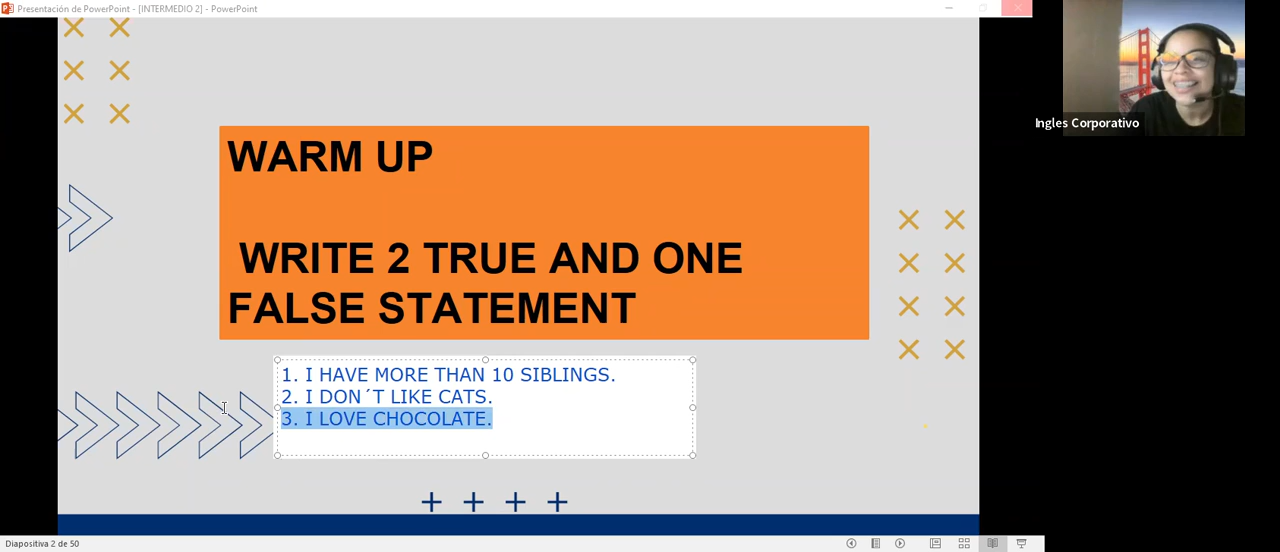 Presentación de PowerPoint - [INTERMEDIO 2] - PowerPoint
Ingles Corporativo
WARM UP
WRITE 2 TRUE AND ONE
FALSE STATEMENT
1. I HAVE MORE THAN 10 SIBLINGS.
2. I DON´T LIKE CATS.
3. I LOVE CHOCOLATE.
Diapositiva 2 de 50